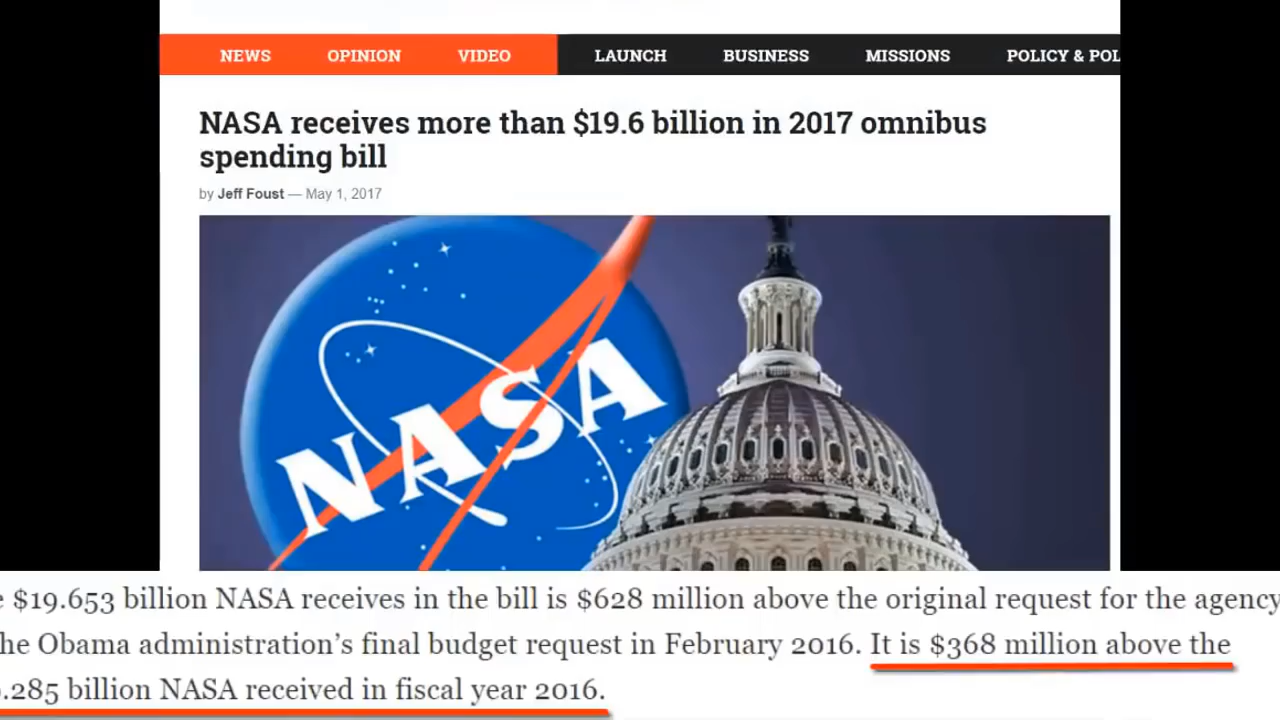 NEWS OPINION VIDEO LAUNCH BUSINESS MISSIONS POLICY & POL
NASA receives more than $19.6 billion in 2017 omnibus
spending bill
by Jeff Foust — May 1, 2017
NASA
$19.653 billion NASA receives in the bill is $628 million above the original request for the agency
he Obama administration’s final budget request in February 2016. It is $368 million above the
.285 billion NASA received in fiscal year 2016.